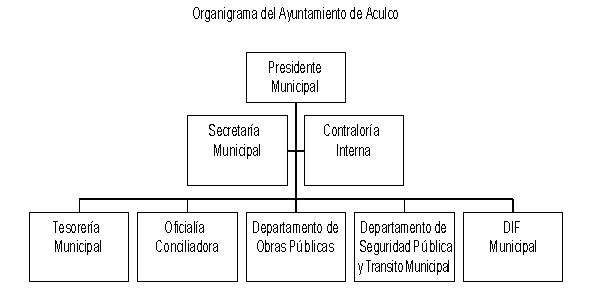 Organigrama del Ayuntamiento de Aculco
Presidente
Municipal
Secretaría
Municipal
Contraloría
Interna
Tesorería
Municipal
Oficialía
Conciliadora
Departamento de
Obras Públicas
Departamento de
Seguridad Pública
y Transito Municipal
DIF
Municipal